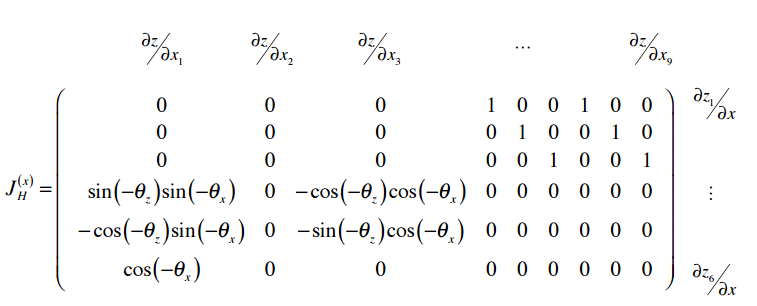 ∂z/∂x₁ ∂z/∂x₂ ∂z/∂x₃ ... ∂z/∂x₉
0 0 0 1 0 0 1 0 0 ∂z₁/∂x
0 0 0 0 1 0 0 1 0
0 0 0 0 0 1 0 0 1
J_H^(x) = sin(−θ_z)sin(−θ_x) 0 −cos(−θ_z)cos(−θ_x) 0 0 0 0 0 0 ⋮
−cos(−θ_z)sin(−θ_x) 0 −sin(−θ_z)cos(−θ_x) 0 0 0 0 0 0
cos(−θ_x) 0 0 0 0 0 0 0 0 ∂z₆/∂x